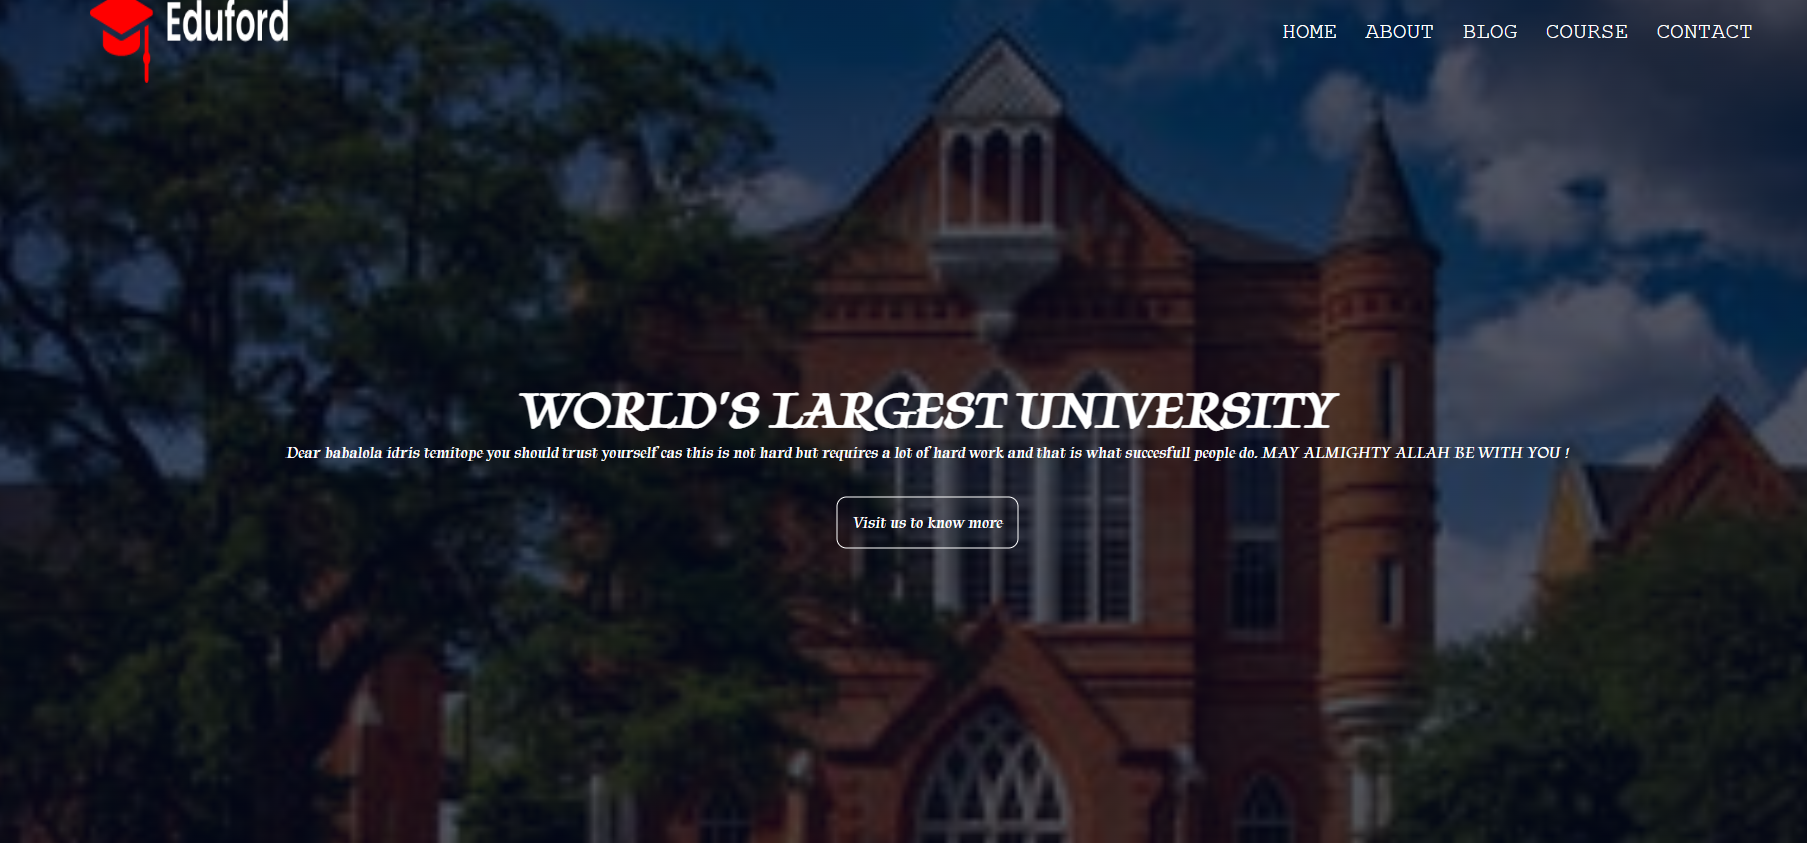 Eduford
HOME ABOUT BLOG COURSE CONTACT
WORLD'S LARGEST UNIVERSITY
Dear babalola idris temitope you should trust yourself cas this is not hard but requires a lot of hard work and that is what succesfull people do. MAY ALMIGHTY ALLAH BE WITH YOU !
Visit us to know more